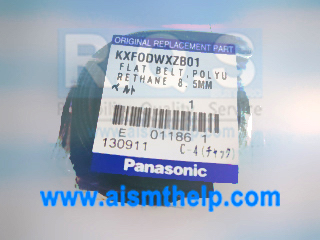 ORIGINAL REPLACEMENT PART
KXF0DWXZB01
FLAT BELT,POLYU
RETHANE 8.5MM
ベルト
1
E 01186 1
130911 C-4(チャック)
Panasonic
www.aismthelp.com